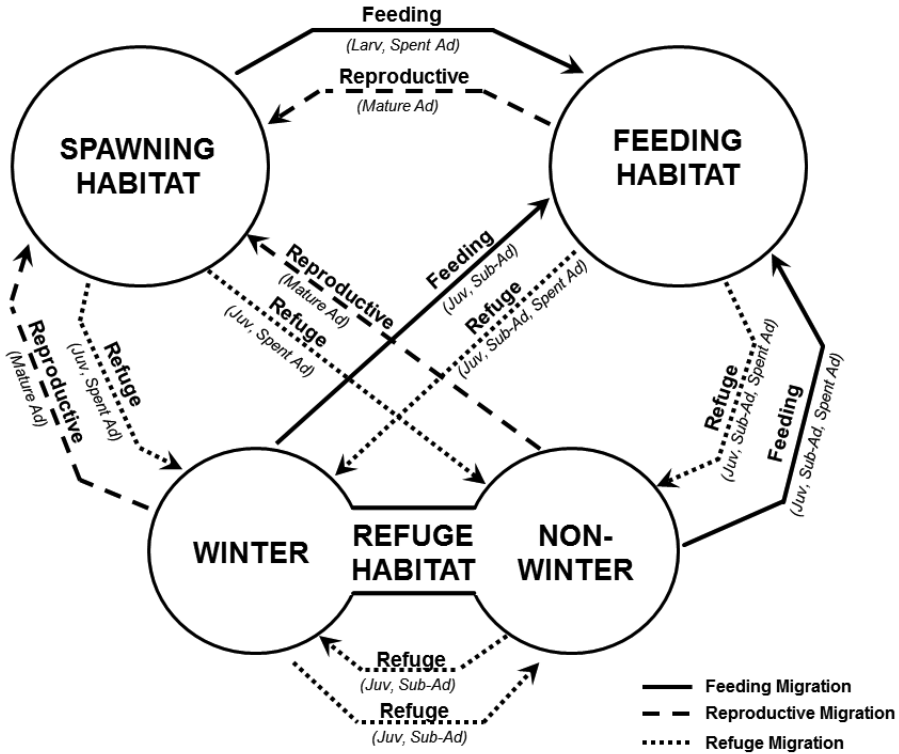 Feeding
(Larv, Spent Ad)
Reproductive
(Mature Ad)
SPAWNING
HABITAT
FEEDING
HABITAT
Feeding
(Juv, Sub-Ad)
Reproductive
(Mature Ad)
Refuge
(Juv, Spent Ad)
Refuge
(Juv, Sub-Ad, Spent Ad)
Reproductive
(Mature Ad)
Refuge
(Juv, Spent Ad)
Refuge
(Juv, Sub-Ad, Spent Ad)
Feeding
(Juv, Sub-Ad, Spent Ad)
WINTER
REFUGE
HABITAT
NON-
WINTER
Refuge
(Juv, Sub-Ad)
Refuge
(Juv, Sub-Ad)
Feeding Migration
Reproductive Migration
Refuge Migration